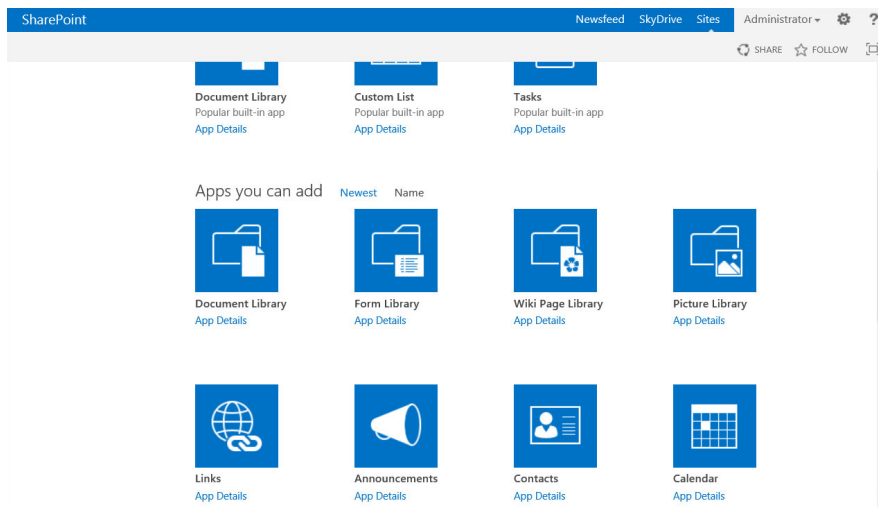 SharePoint Newsfeed SkyDrive Sites Administrator ?
SHARE FOLLOW
Document Library Custom List Tasks
Popular built-in app Popular built-in app Popular built-in app
App Details App Details App Details
Apps you can add Newest Name
Document Library Form Library Wiki Page Library Picture Library
App Details App Details App Details App Details
Links Announcements Contacts Calendar
App Details App Details App Details App Details